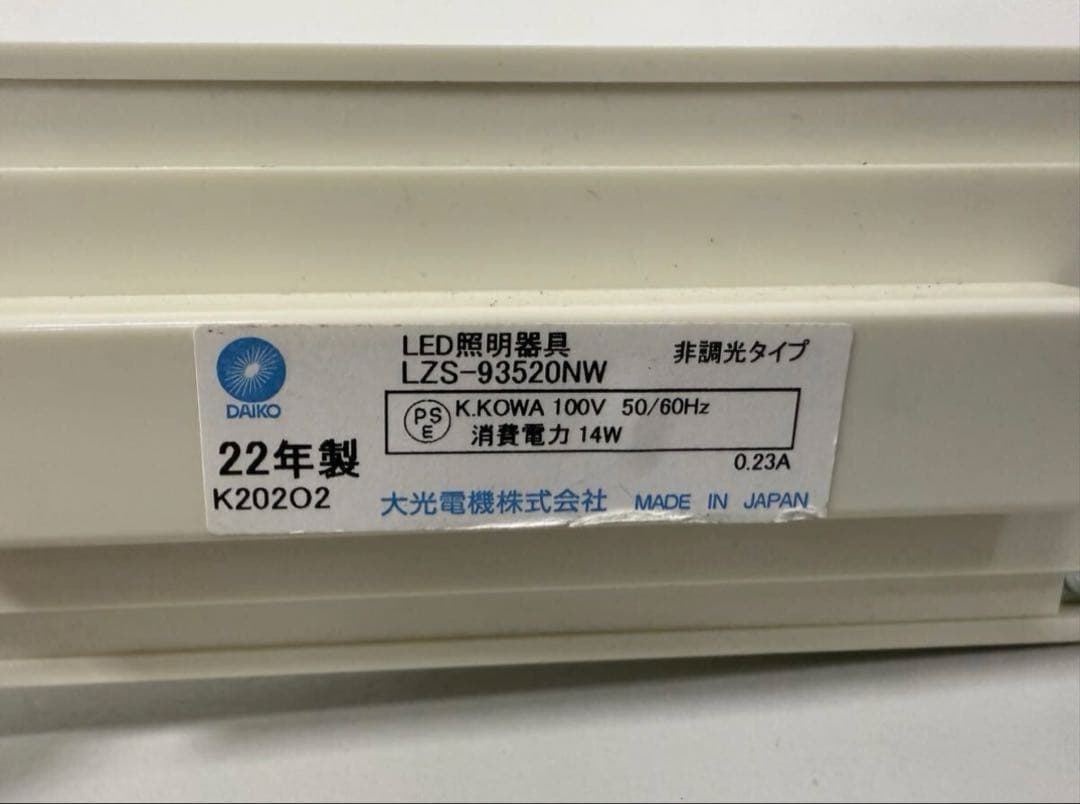 LED照明器具
非調光タイプ
LZS-93520NW
DAIKO
PSE
K.KOWA 100V 50/60Hz
消費電力 14W
0.23A
22年製
K202O2
大光電機株式会社 MADE IN JAPAN